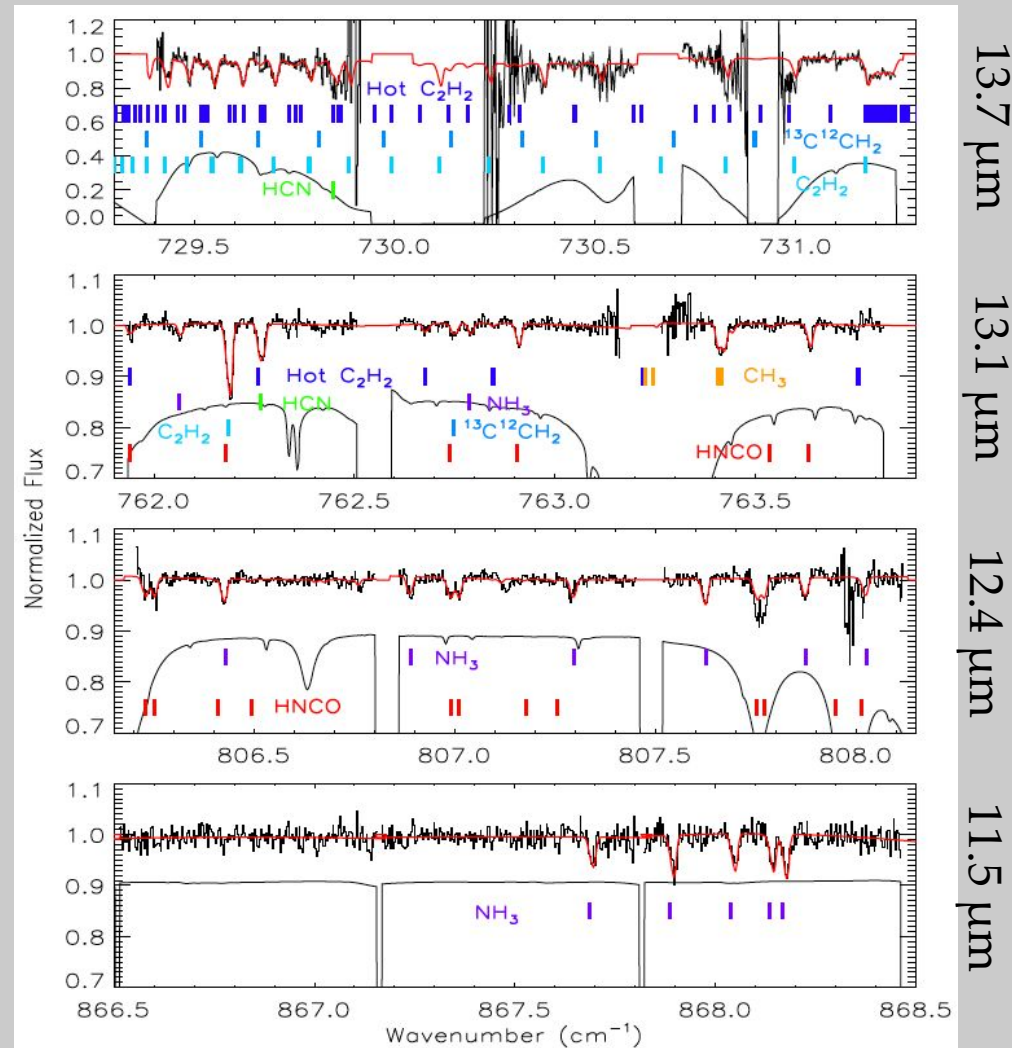 1.2
1.0
0.8
0.6
0.4
0.2
0.0
Hot C₂H₂
¹³C¹²CH₂
HCN
C₂H₂
729.5 730.0 730.5 731.0
13.7 μm
1.1
1.0
0.9
0.8
0.7
Hot C₂H₂
CH₃
HCN
NH₃
C₂H₂
¹³C¹²CH₂
HNCO
762.0 762.5 763.0 763.5
13.1 μm
Normalized Flux
1.1
1.0
0.9
0.8
0.7
NH₃
HNCO
806.5 807.0 807.5 808.0
12.4 μm
1.1
1.0
0.9
0.8
0.7
NH₃
866.5 867.0 867.5 868.0 868.5
11.5 μm
Wavenumber (cm⁻¹)